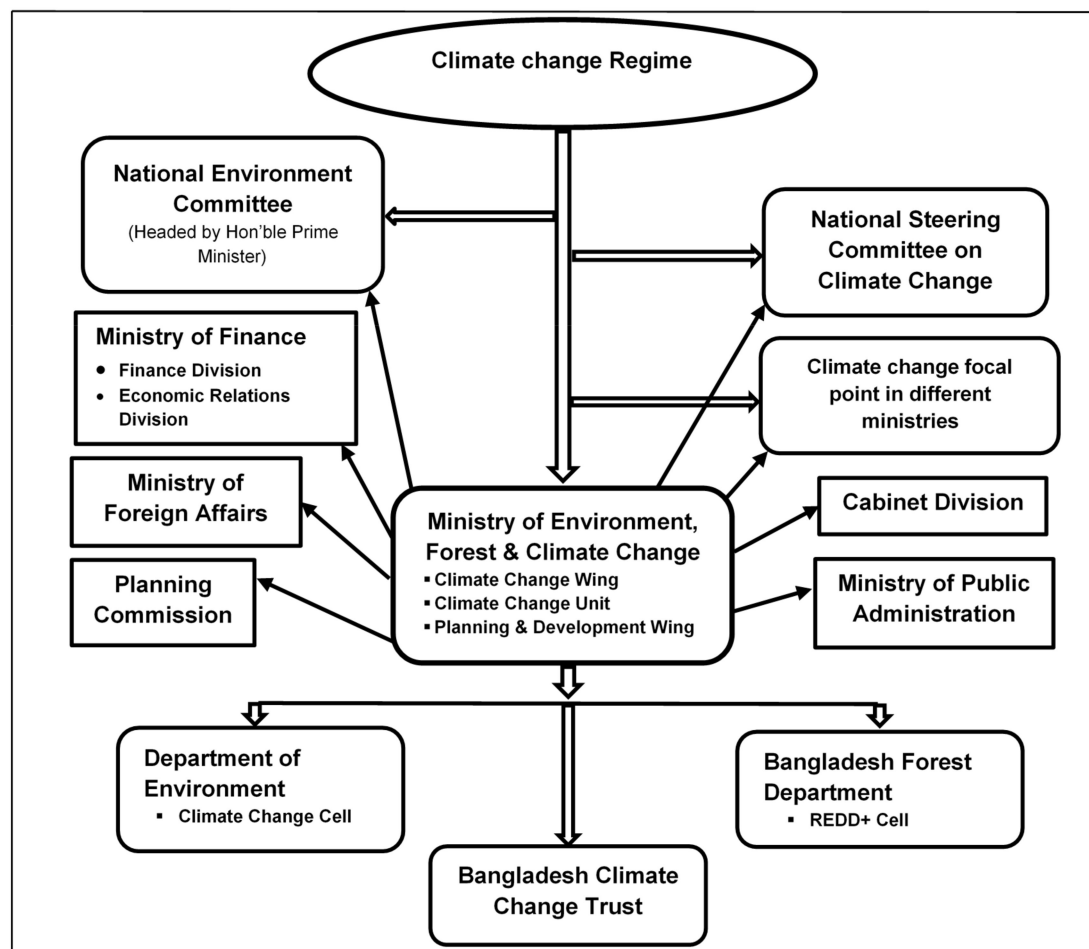 Climate change Regime
National Environment
Committee
(Headed by Hon'ble Prime
Minister)
National Steering
Committee on
Climate Change
Ministry of Finance
• Finance Division
• Economic Relations
Division
Climate change focal
point in different
ministries
Ministry of
Foreign Affairs
Ministry of Environment,
Forest & Climate Change
▪ Climate Change Wing
▪ Climate Change Unit
▪ Planning & Development Wing
Cabinet Division
Planning
Commission
Ministry of Public
Administration
Department of
Environment
▪ Climate Change Cell
Bangladesh Forest
Department
▪ REDD+ Cell
Bangladesh Climate
Change Trust